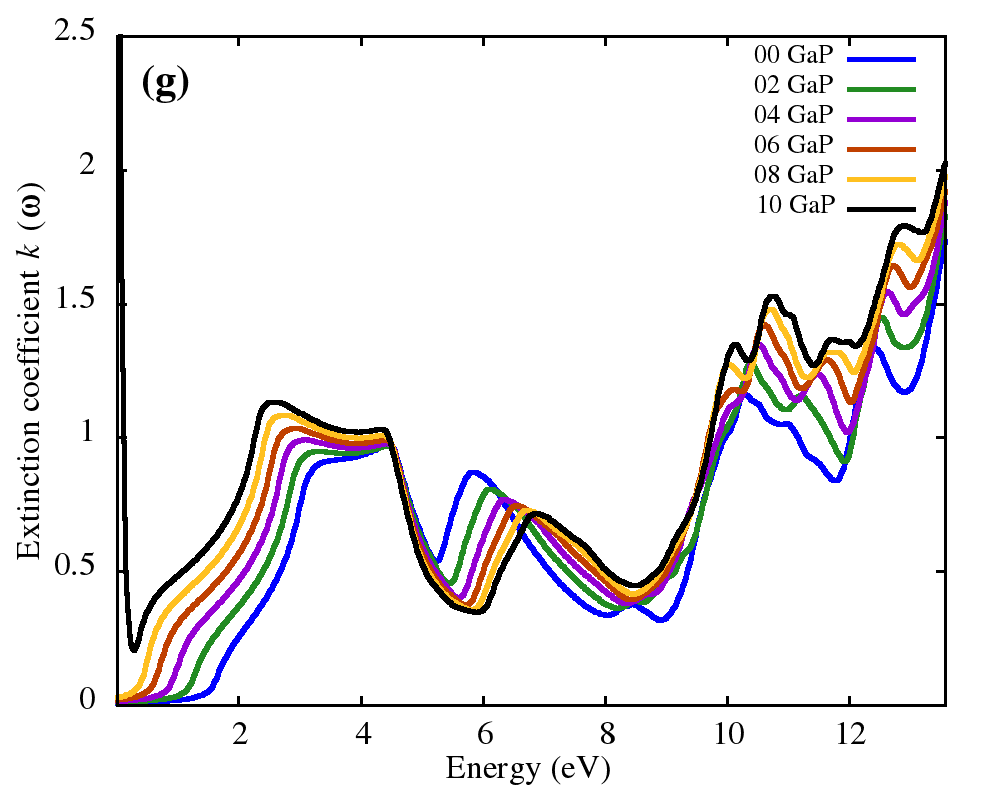 (g)
00 GaP
02 GaP
04 GaP
06 GaP
08 GaP
10 GaP
Extinction coefficient k (ω)
2.5
2
1.5
1
0.5
0
2 4 6 8 10 12
Energy (eV)